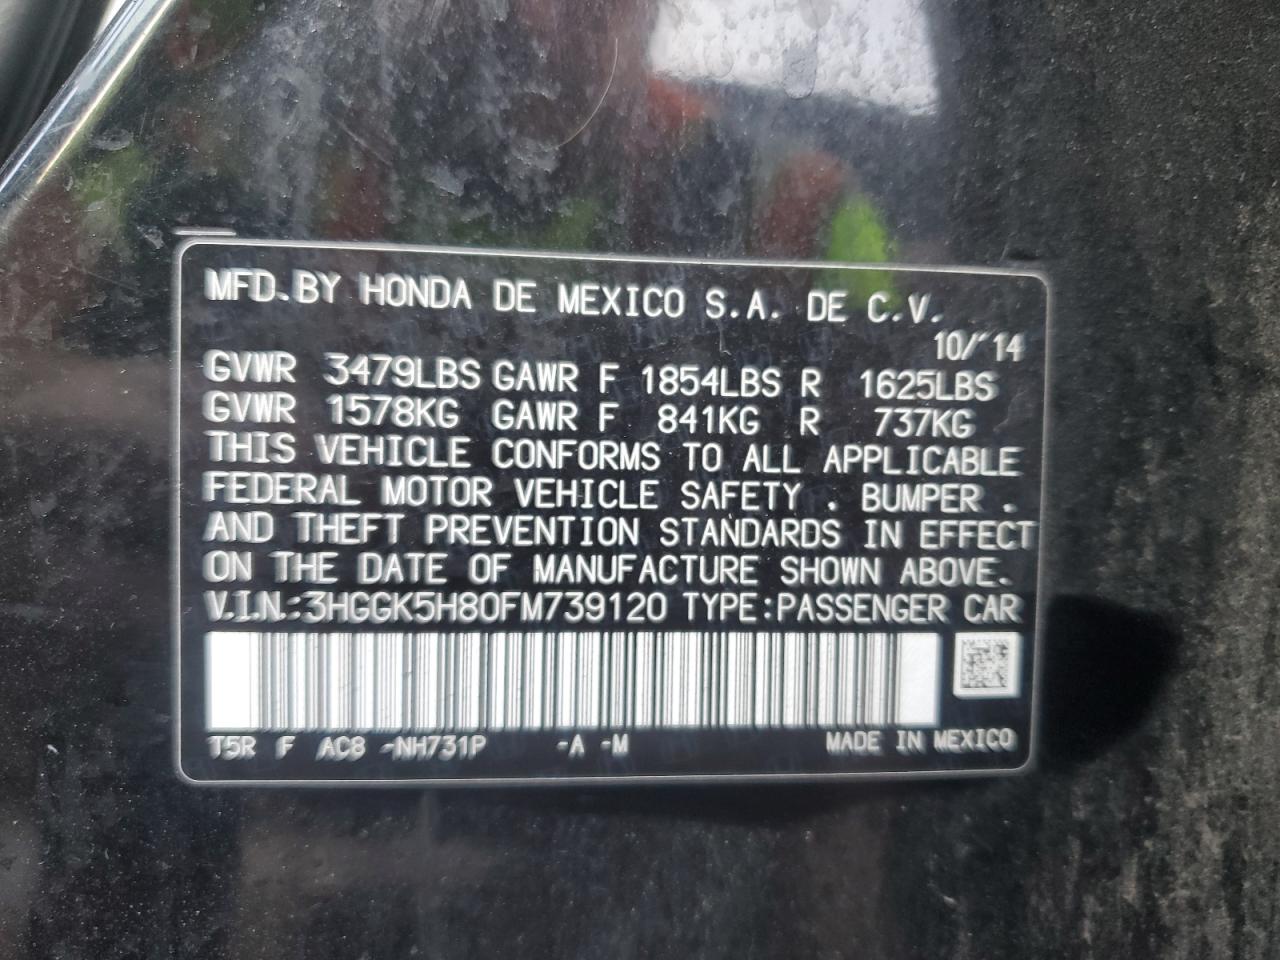 MFD.BY HONDA DE MEXICO S.A. DE C.V.
10/'14
GVWR 3479LBS GAWR F 1854LBS R 1625LBS
GVWR 1578KG GAWR F 841KG R 737KG
THIS VEHICLE CONFORMS TO ALL APPLICABLE
FEDERAL MOTOR VEHICLE SAFETY . BUMPER .
AND THEFT PREVENTION STANDARDS IN EFFECT
ON THE DATE OF MANUFACTURE SHOWN ABOVE.
V.I.N.:3HGGK5H80FM739120 TYPE:PASSENGER CAR
T5R F AC8 -NH731P -A -M MADE IN MEXICO